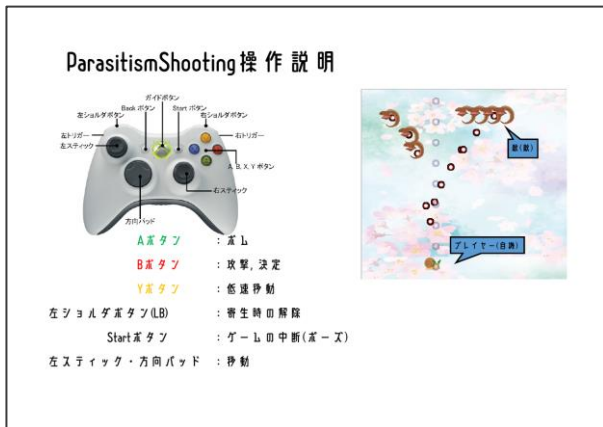 ParasitismShooting操作説明
ガイドボタン
Back ボタン
Start ボタン
左ショルダボタン
右ショルダボタン
左トリガー
右トリガー
左スティック
A, B, X, Y ボタン
右スティック
方向パッド
敵(敵)
プレイヤー(自機)
Aボタン : ボム
Bボタン : 攻撃, 決定
Yボタン : 低速移動
左ショルダボタン(LB) : 寄生時の解除
Startボタン : ゲームの中断(ポーズ)
左スティック・方向パッド : 移動